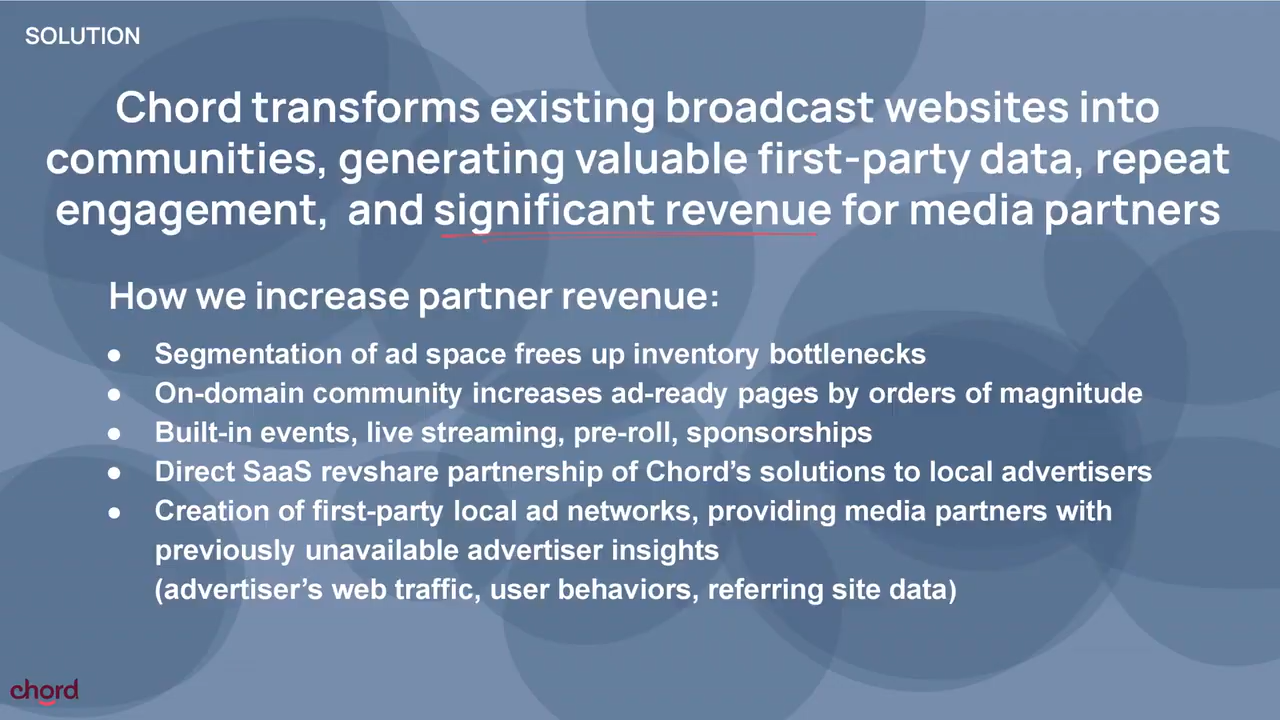 SOLUTION
Chord transforms existing broadcast websites into
communities, generating valuable first-party data, repeat
engagement,  and significant revenue for media partners
How we increase partner revenue:
● Segmentation of ad space frees up inventory bottlenecks
● On-domain community increases ad-ready pages by orders of magnitude
● Built-in events, live streaming, pre-roll, sponsorships
● Direct SaaS revshare partnership of Chord’s solutions to local advertisers
● Creation of first-party local ad networks, providing media partners with
previously unavailable advertiser insights
(advertiser’s web traffic, user behaviors, referring site data)
chord